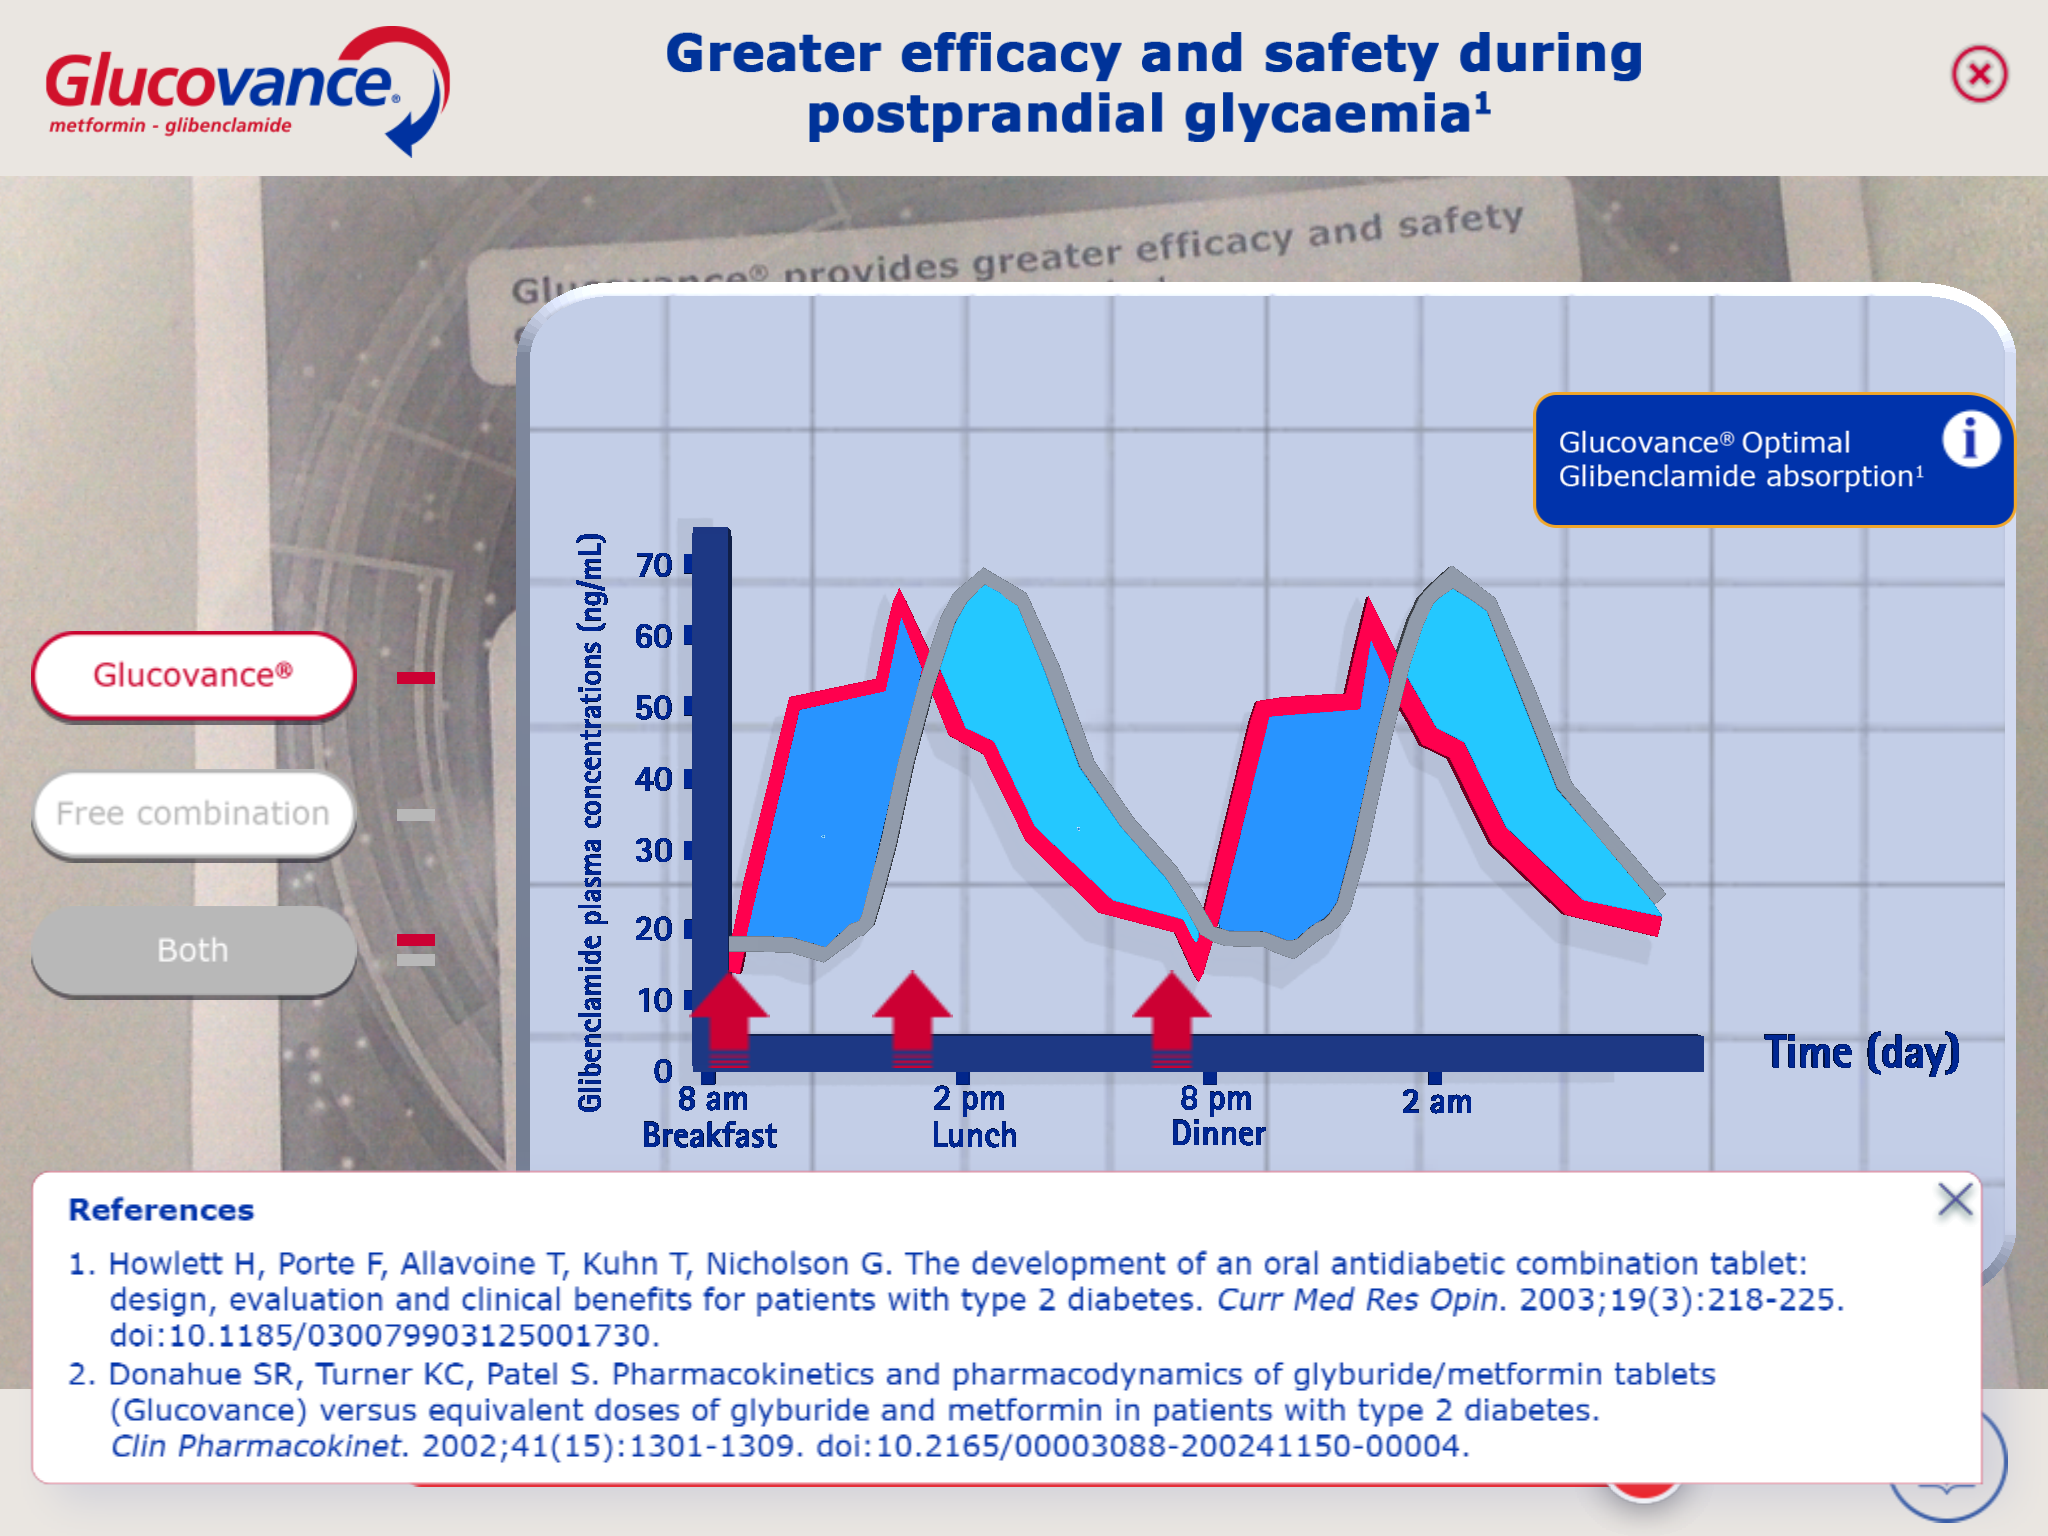 Glucovance®
metformin - glibenclamide
Greater efficacy and safety during
postprandial glycaemia¹
Glucovance® provides greater efficacy and safety
Glucovance® Optimal
Glibenclamide absorption¹
i
Glucovance®
Free combination
Both
Glibenclamide plasma concentrations (ng/mL)
70
60
50
40
30
20
10
0
8 am
2 pm
8 pm
2 am
Breakfast
Lunch
Dinner
Time (day)
References
1. Howlett H, Porte F, Allavoine T, Kuhn T, Nicholson G. The development of an oral antidiabetic combination tablet:
design, evaluation and clinical benefits for patients with type 2 diabetes. Curr Med Res Opin. 2003;19(3):218-225.
doi:10.1185/030079903125001730.
2. Donahue SR, Turner KC, Patel S. Pharmacokinetics and pharmacodynamics of glyburide/metformin tablets
(Glucovance) versus equivalent doses of glyburide and metformin in patients with type 2 diabetes.
Clin Pharmacokinet. 2002;41(15):1301-1309. doi:10.2165/00003088-200241150-00004.